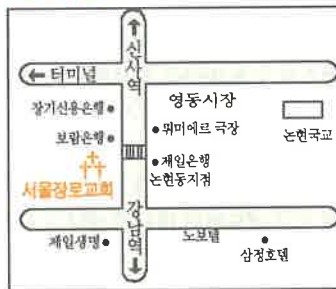 신사역
← 터미널
영동시장
장기신용은행
뤼미에르 극장
논현국교
보람은행
제일은행
논현동지점
서울장로교회
강남역
제일생명
노보텔
삼정호텔